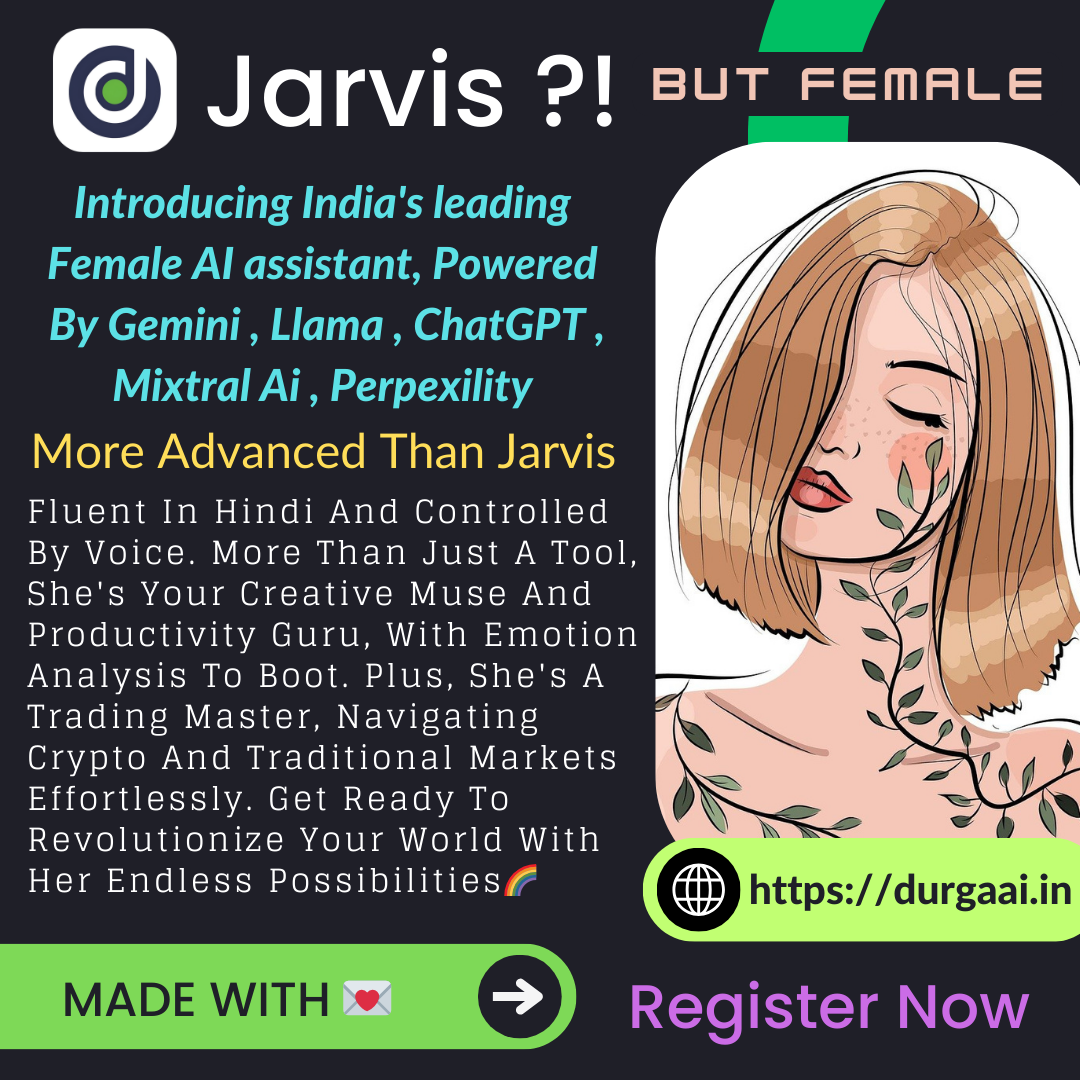 Jarvis ?!
BUT FEMALE
Introducing India's leading
Female AI assistant, Powered
By Gemini , Llama , ChatGPT ,
Mixtral Ai , Perpexility
More Advanced Than Jarvis
Fluent In Hindi And Controlled
By Voice. More Than Just A Tool,
She's Your Creative Muse And
Productivity Guru, With Emotion
Analysis To Boot. Plus, She's A
Trading Master, Navigating
Crypto And Traditional Markets
Effortlessly. Get Ready To
Revolutionize Your World With
Her Endless Possibilities🌈
https://durgaai.in
MADE WITH 💌
Register Now